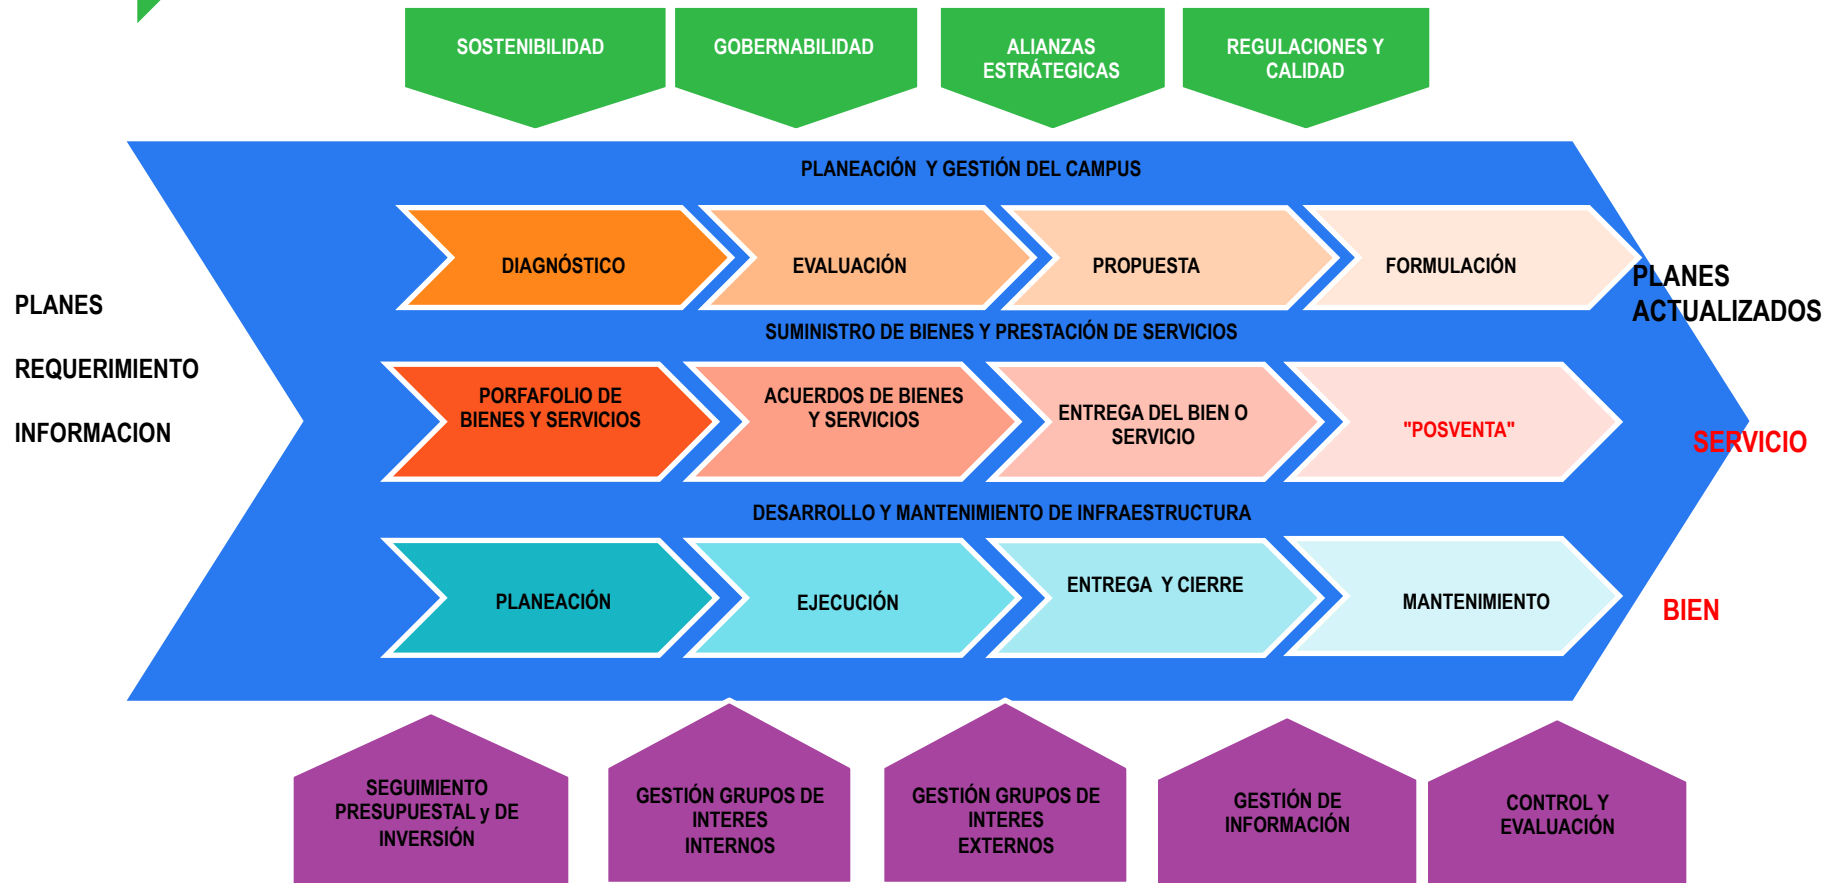 SOSTENIBILIDAD
GOBERNABILIDAD
ALIANZAS
ESTRÁTEGICAS
REGULACIONES Y
CALIDAD
PLANEACIÓN Y GESTIÓN DEL CAMPUS
DIAGNÓSTICO
EVALUACIÓN
PROPUESTA
FORMULACIÓN
PLANES
REQUERIMIENTO
INFORMACION
PLANES
ACTUALIZADOS
SUMINISTRO DE BIENES Y PRESTACIÓN DE SERVICIOS
PORFAFOLIO DE
BIENES Y SERVICIOS
ACUERDOS DE BIENES
Y SERVICIOS
ENTREGA DEL BIEN O
SERVICIO
"POSVENTA"
SERVICIO
DESARROLLO Y MANTENIMIENTO DE INFRAESTRUCTURA
PLANEACIÓN
EJECUCIÓN
ENTREGA Y CIERRE
MANTENIMIENTO
BIEN
SEGUIMIENTO
PRESUPUESTAL y DE
INVERSIÓN
GESTIÓN GRUPOS DE
INTERES
INTERNOS
GESTIÓN GRUPOS DE
INTERES
EXTERNOS
GESTIÓN DE
INFORMACIÓN
CONTROL Y
EVALUACIÓN